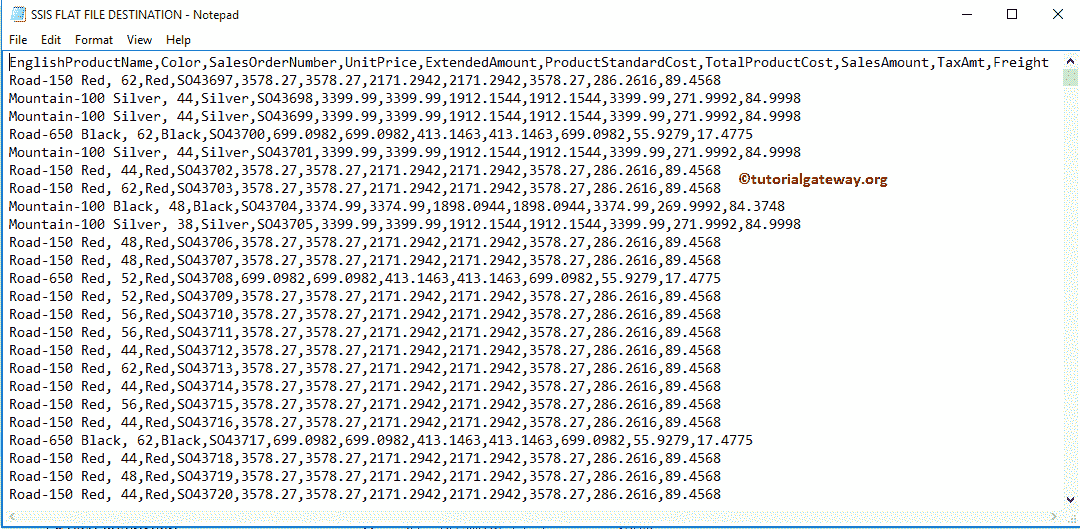 SSIS FLAT FILE DESTINATION - Notepad
File Edit Format View Help
EnglishProductName,Color,SalesOrderNumber,UnitPrice,ExtendedAmount,ProductStandardCost,TotalProductCost,SalesAmount,TaxAmt,Freight
Road-150 Red, 62,Red,SO43697,3578.27,3578.27,2171.2942,2171.2942,3578.27,286.2616,89.4568
Mountain-100 Silver, 44,Silver,SO43698,3399.99,3399.99,1912.1544,1912.1544,3399.99,271.9992,84.9998
Mountain-100 Silver, 44,Silver,SO43699,3399.99,3399.99,1912.1544,1912.1544,3399.99,271.9992,84.9998
Road-650 Black, 62,Black,SO43700,699.0982,699.0982,413.1463,413.1463,699.0982,55.9279,17.4775
Mountain-100 Silver, 44,Silver,SO43701,3399.99,3399.99,1912.1544,1912.1544,3399.99,271.9992,84.9998
Road-150 Red, 44,Red,SO43702,3578.27,3578.27,2171.2942,2171.2942,3578.27,286.2616,89.4568
©tutorialgateway.org
Road-150 Red, 62,Red,SO43703,3578.27,3578.27,2171.2942,2171.2942,3578.27,286.2616,89.4568
Mountain-100 Black, 48,Black,SO43704,3374.99,3374.99,1898.0944,1898.0944,3374.99,269.9992,84.3748
Mountain-100 Silver, 38,Silver,SO43705,3399.99,3399.99,1912.1544,1912.1544,3399.99,271.9992,84.9998
Road-150 Red, 48,Red,SO43706,3578.27,3578.27,2171.2942,2171.2942,3578.27,286.2616,89.4568
Road-150 Red, 48,Red,SO43707,3578.27,3578.27,2171.2942,2171.2942,3578.27,286.2616,89.4568
Road-650 Red, 52,Red,SO43708,699.0982,699.0982,413.1463,413.1463,699.0982,55.9279,17.4775
Road-150 Red, 52,Red,SO43709,3578.27,3578.27,2171.2942,2171.2942,3578.27,286.2616,89.4568
Road-150 Red, 56,Red,SO43710,3578.27,3578.27,2171.2942,2171.2942,3578.27,286.2616,89.4568
Road-150 Red, 56,Red,SO43711,3578.27,3578.27,2171.2942,2171.2942,3578.27,286.2616,89.4568
Road-150 Red, 44,Red,SO43712,3578.27,3578.27,2171.2942,2171.2942,3578.27,286.2616,89.4568
Road-150 Red, 62,Red,SO43713,3578.27,3578.27,2171.2942,2171.2942,3578.27,286.2616,89.4568
Road-150 Red, 44,Red,SO43714,3578.27,3578.27,2171.2942,2171.2942,3578.27,286.2616,89.4568
Road-150 Red, 56,Red,SO43715,3578.27,3578.27,2171.2942,2171.2942,3578.27,286.2616,89.4568
Road-150 Red, 44,Red,SO43716,3578.27,3578.27,2171.2942,2171.2942,3578.27,286.2616,89.4568
Road-650 Black, 62,Black,SO43717,699.0982,699.0982,413.1463,413.1463,699.0982,55.9279,17.4775
Road-150 Red, 44,Red,SO43718,3578.27,3578.27,2171.2942,2171.2942,3578.27,286.2616,89.4568
Road-150 Red, 48,Red,SO43719,3578.27,3578.27,2171.2942,2171.2942,3578.27,286.2616,89.4568
Road-150 Red, 44,Red,SO43720,3578.27,3578.27,2171.2942,2171.2942,3578.27,286.2616,89.4568